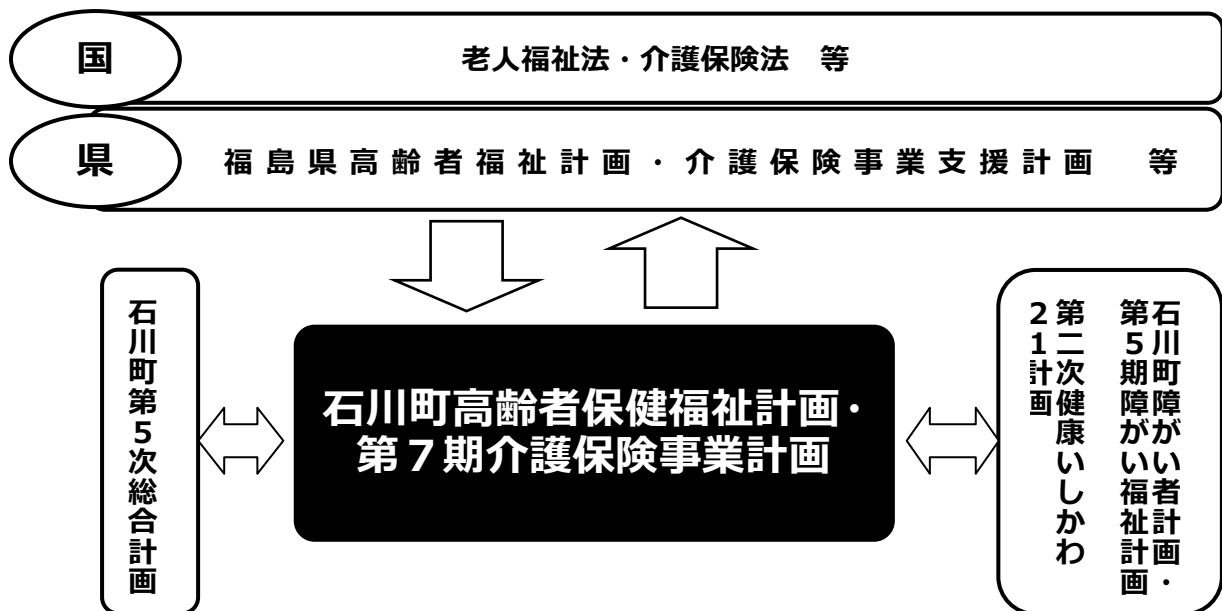 国
老人福祉法・介護保険法　等
県
福島県高齢者福祉計画・介護保険事業支援計画　等
石川町第５次総合計画
石川町高齢者保健福祉計画・
第７期介護保険事業計画
石川町障がい者計画・
第５期障がい福祉計画
第二次健康いしかわ
２１計画